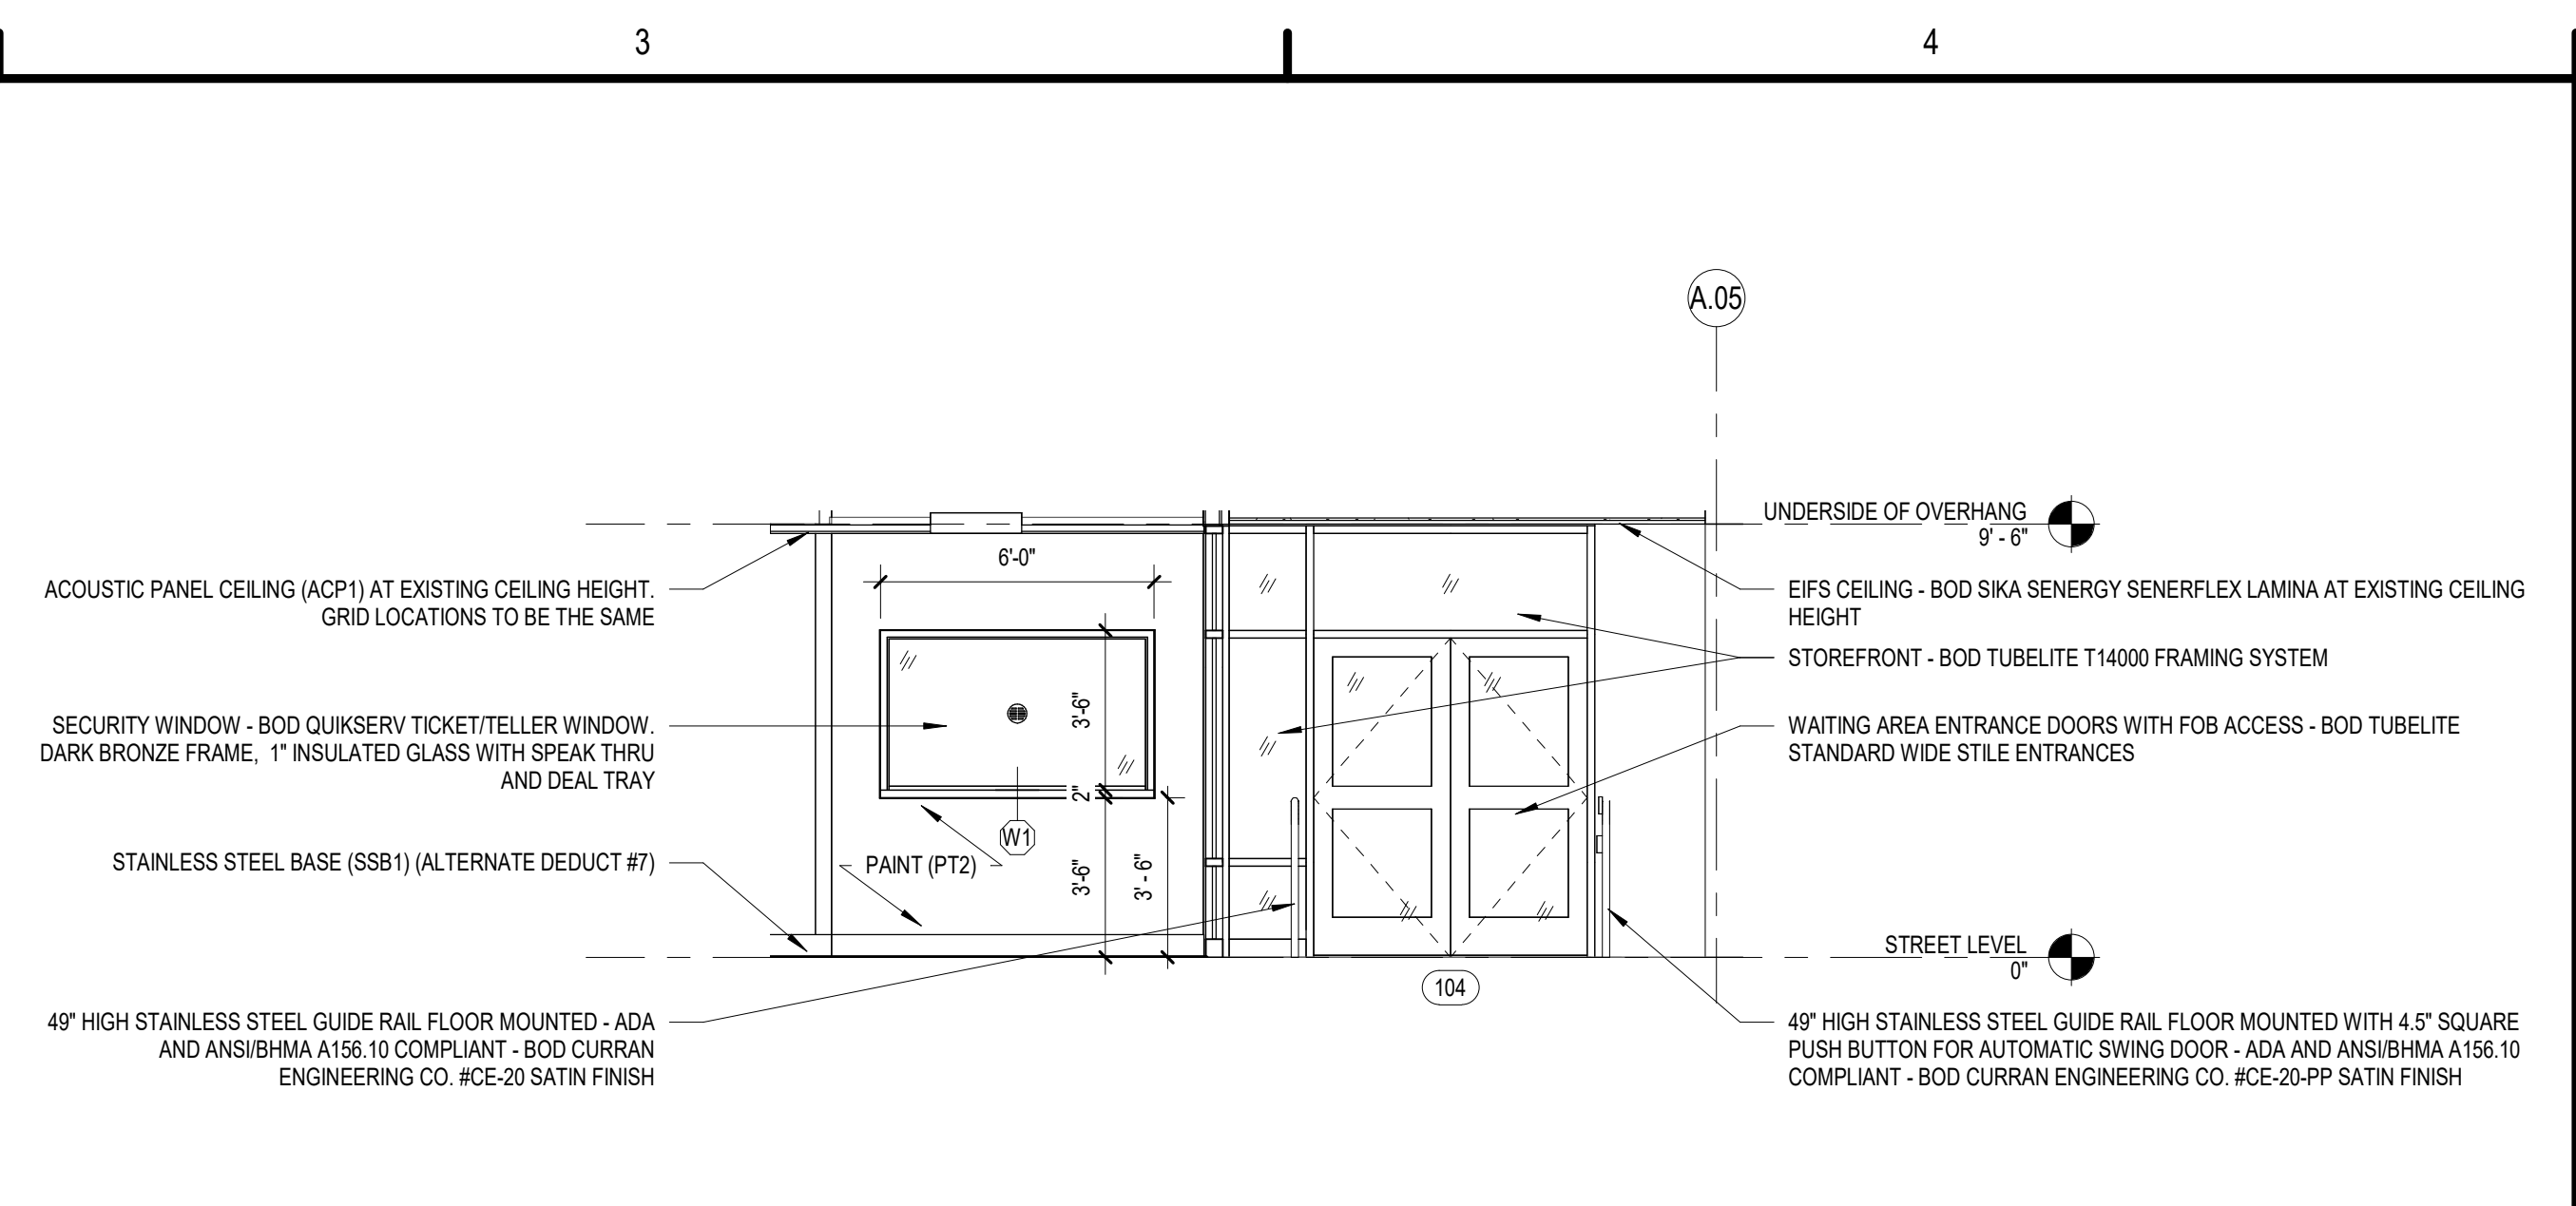 3
4
A.05
UNDERSIDE OF OVERHANG
9' - 6"
6'-0"
ACOUSTIC PANEL CEILING (ACP1) AT EXISTING CEILING HEIGHT.
GRID LOCATIONS TO BE THE SAME
EIFS CEILING - BOD SIKA SENERGY SENERFLEX LAMINA AT EXISTING CEILING
HEIGHT
STOREFRONT - BOD TUBELITE T14000 FRAMING SYSTEM
SECURITY WINDOW - BOD QUIKSERV TICKET/TELLER WINDOW.
DARK BRONZE FRAME, 1" INSULATED GLASS WITH SPEAK THRU
AND DEAL TRAY
3'-6"
2"
WAITING AREA ENTRANCE DOORS WITH FOB ACCESS - BOD TUBELITE
STANDARD WIDE STILE ENTRANCES
W1
STAINLESS STEEL BASE (SSB1) (ALTERNATE DEDUCT #7)
PAINT (PT2)
3'-6"
3' - 6"
STREET LEVEL
0"
104
49" HIGH STAINLESS STEEL GUIDE RAIL FLOOR MOUNTED - ADA
AND ANSI/BHMA A156.10 COMPLIANT - BOD CURRAN
ENGINEERING CO. #CE-20 SATIN FINISH
49" HIGH STAINLESS STEEL GUIDE RAIL FLOOR MOUNTED WITH 4.5" SQUARE
PUSH BUTTON FOR AUTOMATIC SWING DOOR - ADA AND ANSI/BHMA A156.10
COMPLIANT - BOD CURRAN ENGINEERING CO. #CE-20-PP SATIN FINISH